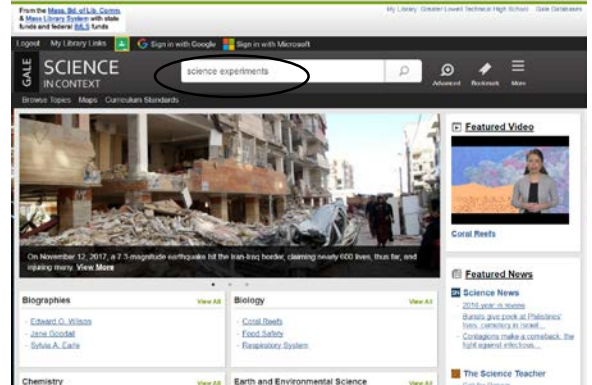 From the Mass. Bd. of Lib. Comm.
& Mass Library System with state
funds and federal IMLS funds
My Library: Greater Lowell Technical High School Gale Databases
Logout My Library Links Sign in with Google Sign in with Microsoft
GALE
SCIENCE
IN CONTEXT
science experiments
Advanced Bookmark More
Browse Topics Maps Curriculum Standards
On November 12, 2017, a 7.3-magnitude earthquake hit the Iran-Iraq border, claiming nearly 600 lives, thus far, and
injuring many. View More
Featured Video
Coral Reefs
Featured News
Science News
2016 year in review
Burials give peek at Philistines'
lives, cemetery in Israel...
Contagions make a comeback: the
fight against infectious...
The Science Teacher
Biographies View All
- Edward O. Wilson
- Jane Goodall
- Sylvia A. Earle
Biology View All
- Coral Reefs
- Food Safety
- Respiratory System
Chemistry View All
Earth and Environmental Science View All